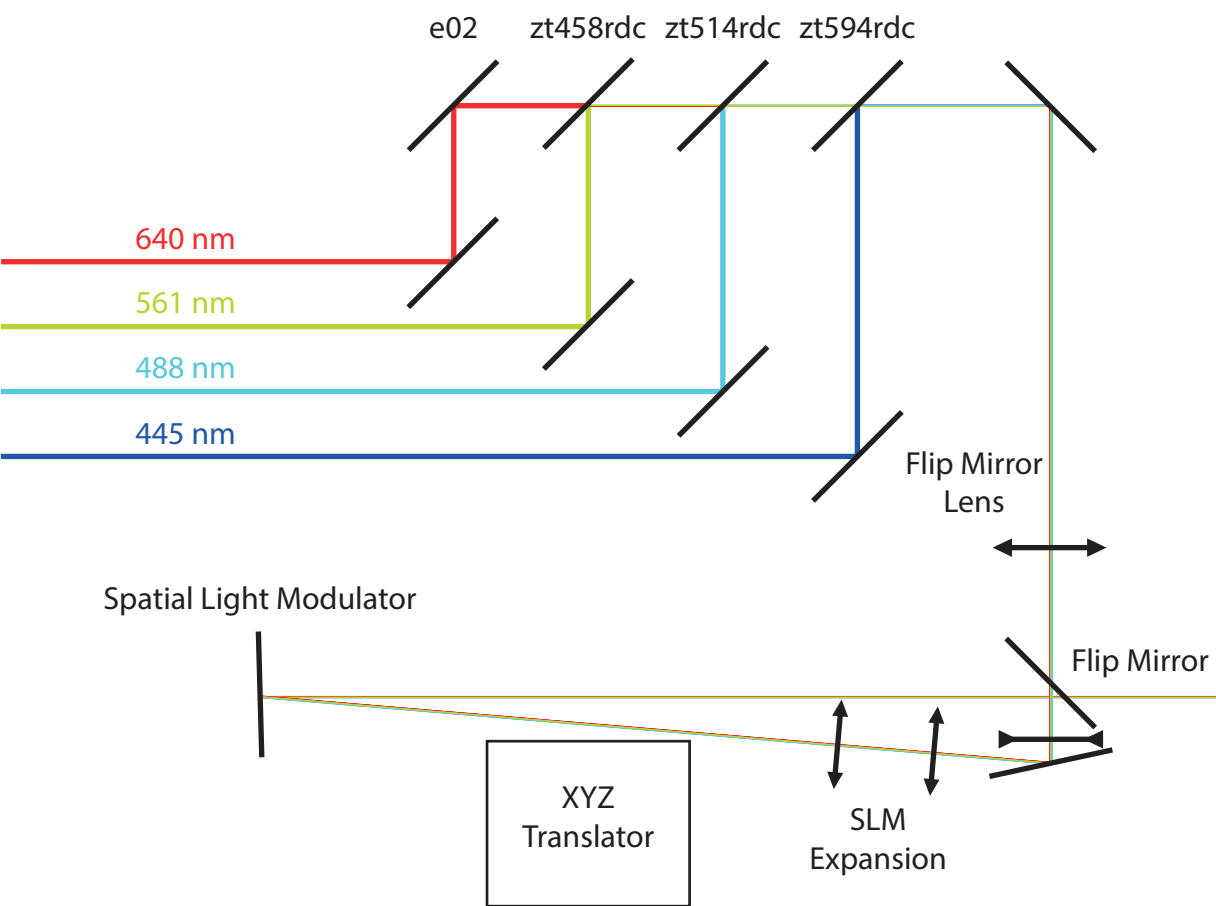 e02
zt458rdc
zt514rdc
zt594rdc
640 nm
561 nm
488 nm
445 nm
Flip Mirror
Lens
Spatial Light Modulator
Flip Mirror
XYZ
Translator
SLM
Expansion